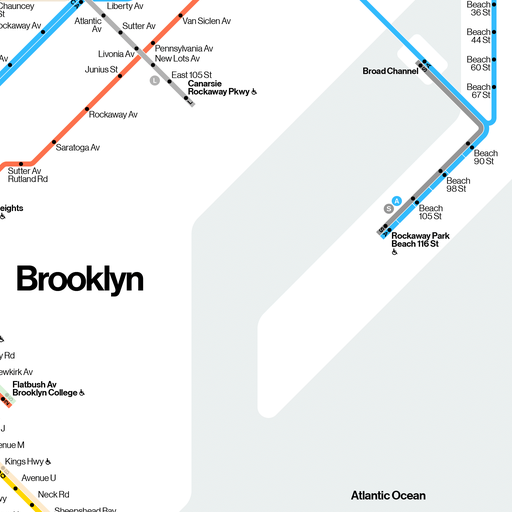 Chauncey
St
Rockaway Av
Av
Liberty Av
Atlantic
Av
Sutter Av
Van Siclen Av
Livonia Av
Pennsylvania Av
New Lots Av
Junius St
East 105 St
L
Canarsie
Rockaway Pkwy
L
Rockaway Av
Saratoga Av
Sutter Av
Rutland Rd
eights
Beach
36 St
Beach
44 St
Beach
60 St
Beach
67 St
Broad Channel
A
S
Beach
90 St
Beach
98 St
A
S
Beach
105 St
S
A
Rockaway Park
Beach 116 St
Brooklyn
y Rd
ewkirk Av
Flatbush Av
Brooklyn College
J
enue M
Kings Hwy
Avenue U
Neck Rd
wy
Sheepshead Bay
Atlantic Ocean